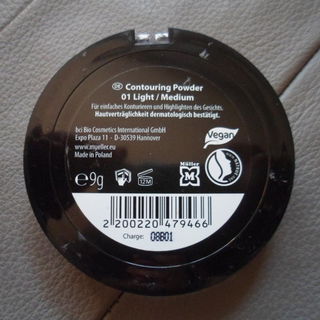 DE Contouring Powder
01 Light / Medium
Für einfaches Konturieren und Highlighten des Gesichts.
Hautverträglichkeit dermatologisch bestätigt.
bci Bio Cosmetics International GmbH
Expo Plaza 11 - D-30539 Hannover
www.mueller.eu
Made in Poland
Vegan
e 9g
12M
Müller
2 200220 479466
Charge: 08B01